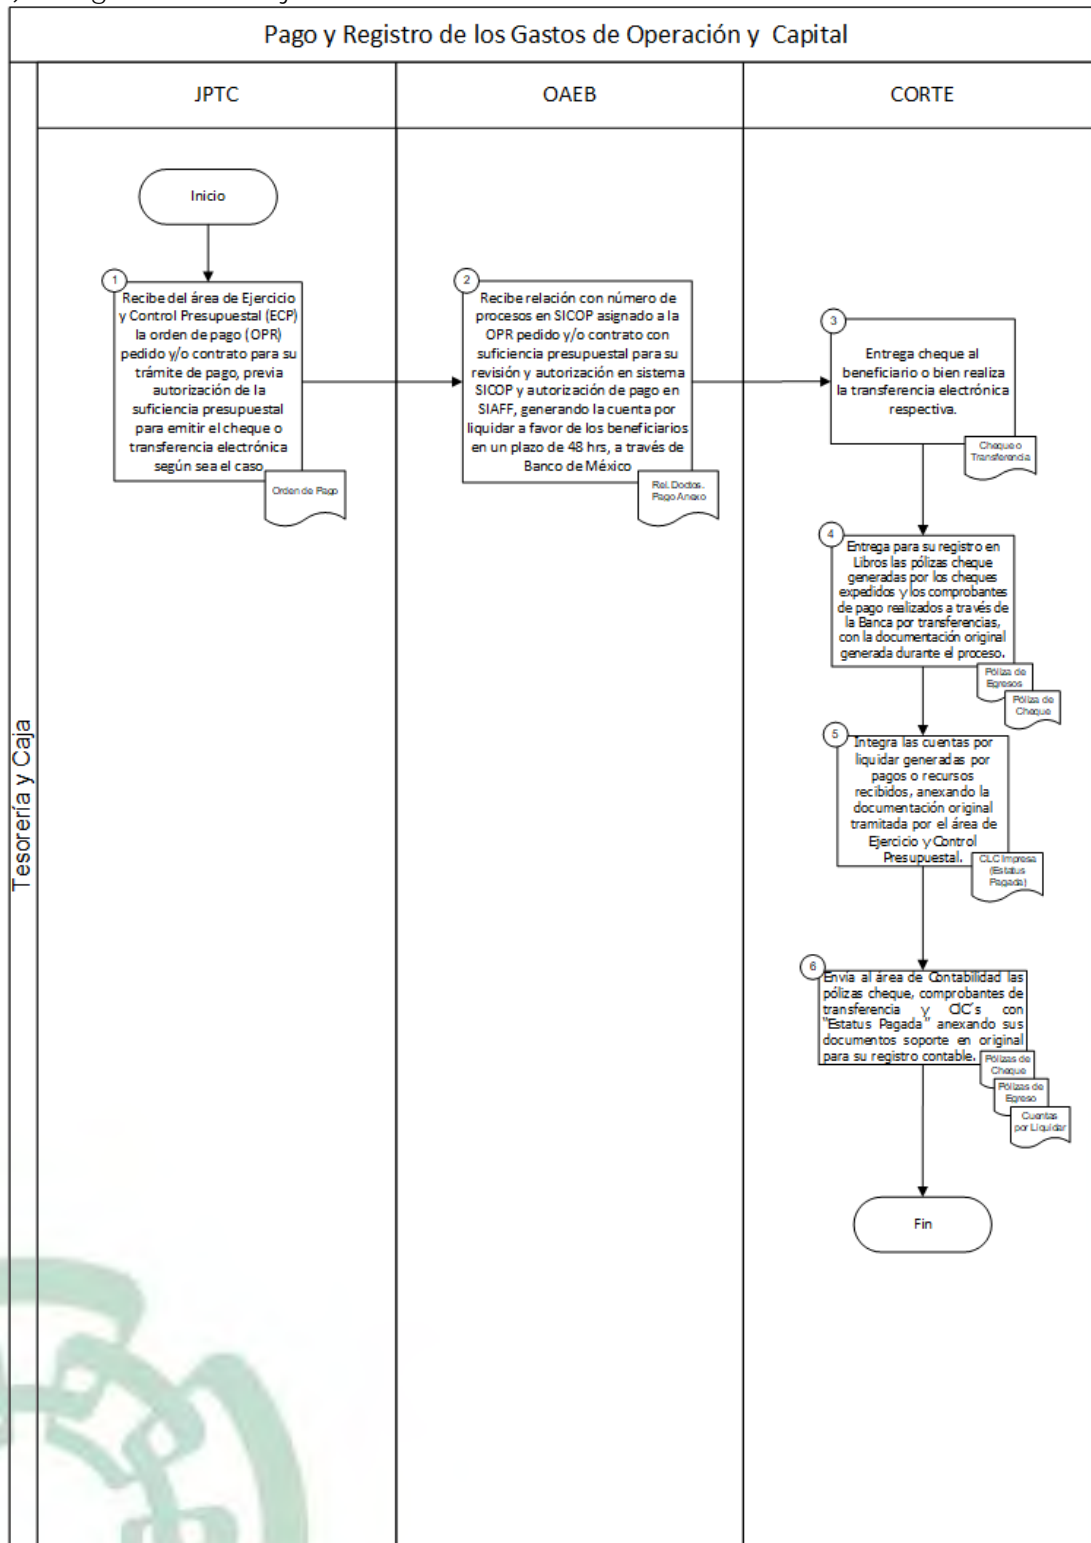 Pago y Registro de los Gastos de Operación y Capital
JPTC
OAEB
CORTE
Tesorería y Caja
Inicio
1
Recibe del área de Ejercicio
y Control Presupuestal (ECP)
la orden de pago (OPR)
pedido y/o contrato para su
trámite de pago, previa
autorización de la
suficiencia presupuestal
para emitir el cheque o
transferencia electrónica
según sea el caso
Orden de Pago
2
Recibe relación con número de
procesos en SICOP asignado a la
OPR pedido y/o contrato con
suficiencia presupuestal para su
revisión y autorización en sistema
SICOP y autorización de pago en
SIAFF, generando la cuenta por
liquidar a favor de los beneficiarios
en un plazo de 48 hrs, a través de
Banco de México
Rel. Doctos.
Pago Anexo
3
Entrega cheque al
beneficiario o bien realiza
la transferencia electrónica
respectiva.
Cheque o
Transferencia
4
Entrega para su registro en
Libros las pólizas cheque
generadas por los cheques
expedidos y los comprobantes
de pago realizados a través de
la Banca por transferencias,
con la documentación original
generada durante el proceso.
Póliza de
Egresos
Póliza de
Cheque
5
Integra las cuentas por
liquidar generadas por
pagos o recursos
recibidos, anexando la
documentación original
tramitada por el área de
Ejercicio y Control
Presupuestal.
CLC Impresa
(Estatus
Pagada)
6
Envía al área de Contabilidad las
pólizas cheque, comprobantes de
transferencia y ClC´s con
"Estatus Pagada" anexando sus
documentos soporte en original
para su registro contable.
Pólizas de
Cheque
Pólizas de
Egreso
Cuentas
por Liquidar
Fin